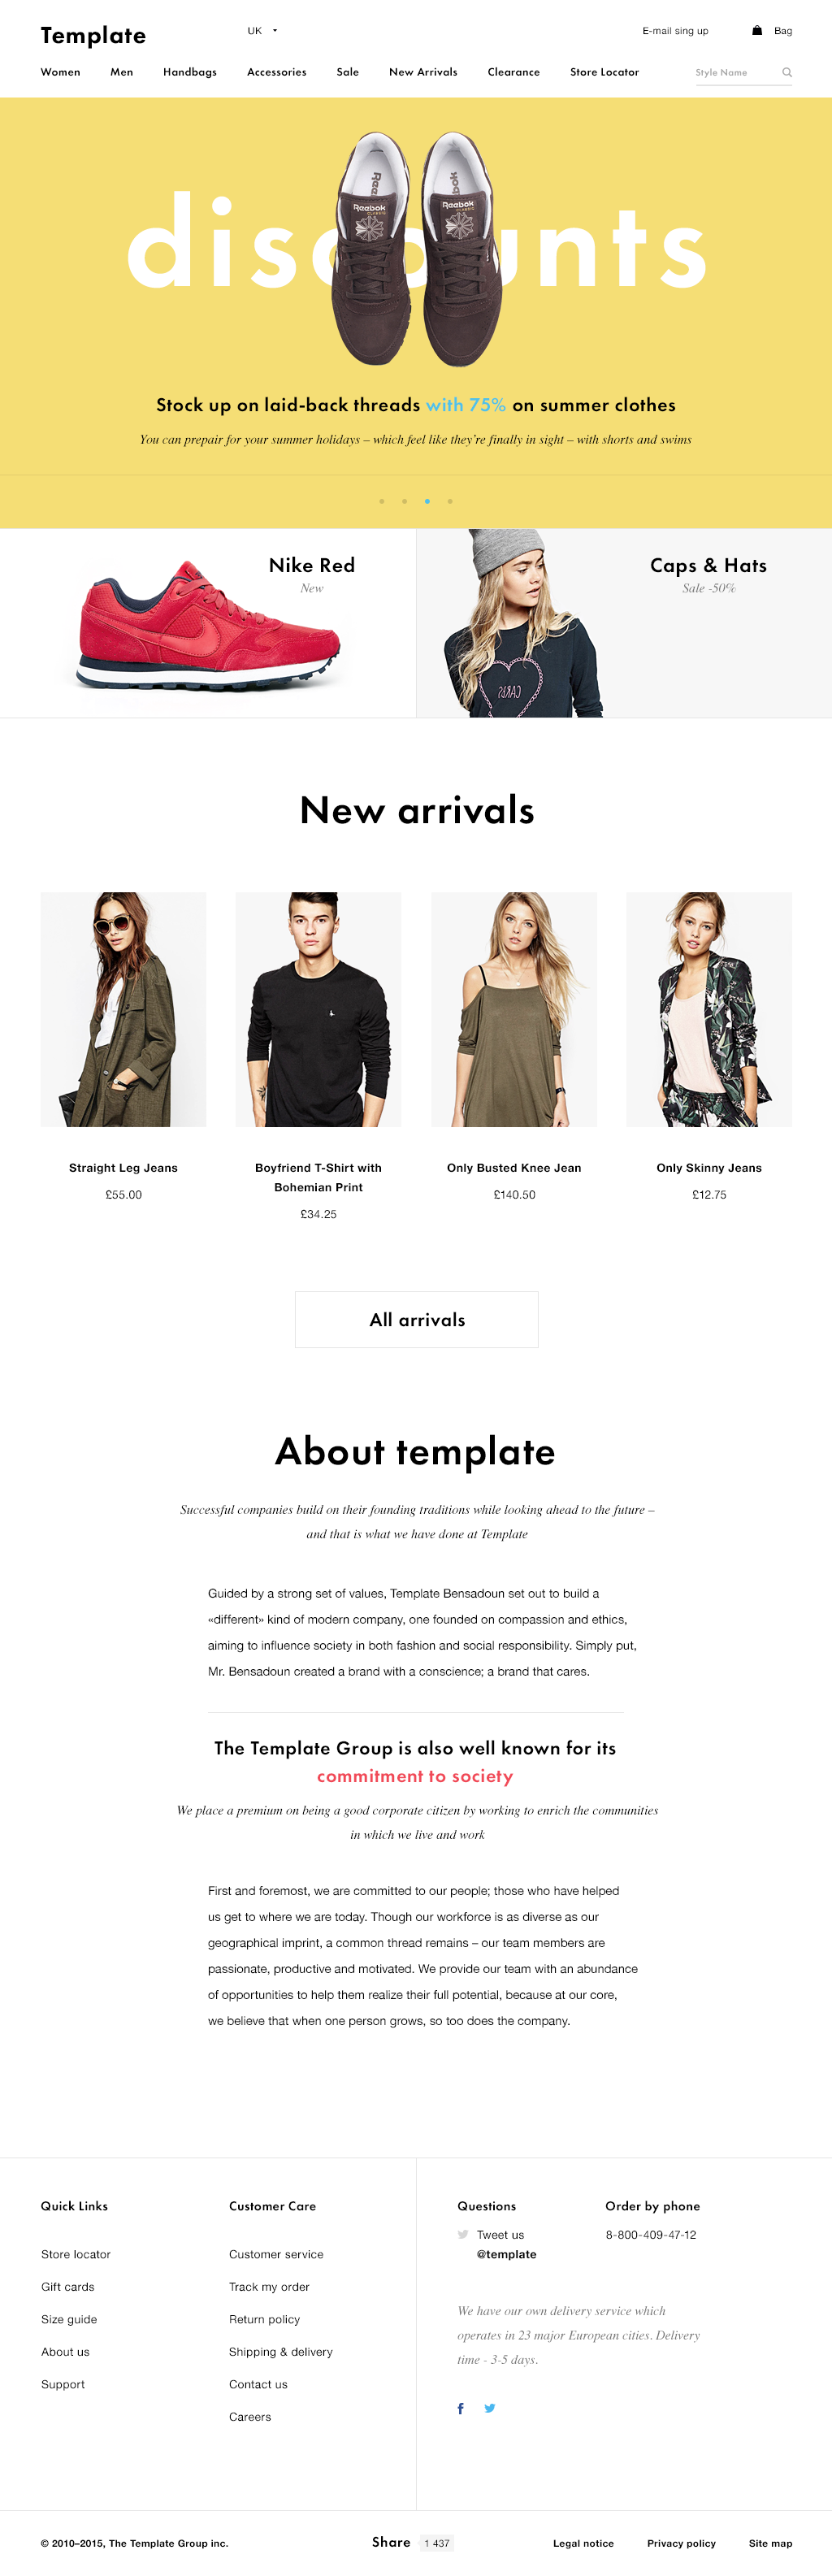 Template
UK
E-mail sing up
Bag
Women Men Handbags Accessories Sale New Arrivals Clearance Store Locator Style Name
Reebok Reebok
discounts
Reebok Reebok
CLASSIC CLASSIC
Stock up on laid-back threads with 75% on summer clothes
You can prepair for your summer holidays – which feel like they're finally in sight – with shorts and swims
Nike Red
New
Caps & Hats
Sale -50%
CARS
New arrivals
Straight Leg Jeans
£55.00
Boyfriend T-Shirt with
Bohemian Print
£34.25
Only Busted Knee Jean
£140.50
Only Skinny Jeans
£12.75
All arrivals
About template
Successful companies build on their founding traditions while looking ahead to the future –
and that is what we have done at Template
Guided by a strong set of values, Template Bensadoun set out to build a
«different» kind of modern company, one founded on compassion and ethics,
aiming to influence society in both fashion and social responsibility. Simply put,
Mr. Bensadoun created a brand with a conscience; a brand that cares.
The Template Group is also well known for its
commitment to society
We place a premium on being a good corporate citizen by working to enrich the communities
in which we live and work
First and foremost, we are committed to our people; those who have helped
us get to where we are today. Though our workforce is as diverse as our
geographical imprint, a common thread remains – our team members are
passionate, productive and motivated. We provide our team with an abundance
of opportunities to help them realize their full potential, because at our core,
we believe that when one person grows, so too does the company.
Quick Links
Store locator
Gift cards
Size guide
About us
Support
Customer Care
Customer service
Track my order
Return policy
Shipping & delivery
Contact us
Careers
Questions
Tweet us
@template
Order by phone
8-800-409-47-12
We have our own delivery service which
operates in 23 major European cities. Delivery
time - 3-5 days.
© 2010–2015, The Template Group inc.
Share 1 437
Legal notice Privacy policy Site map